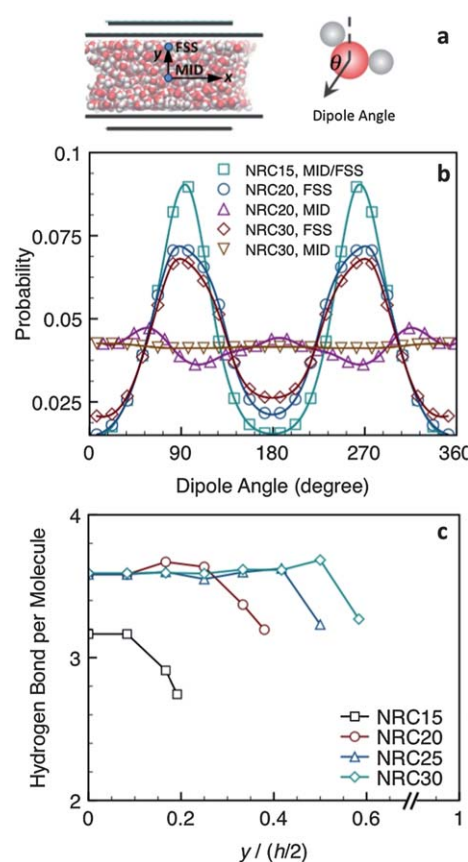 a
FSS
y
MID
x
θ
Dipole Angle
b
0.1
0.075
0.05
0.025
Probability
NRC15, MID/FSS
NRC20, FSS
NRC20, MID
NRC30, FSS
NRC30, MID
0 90 180 270 360
Dipole Angle (degree)
c
4
3
2
Hydrogen Bond per Molecule
NRC15
NRC20
NRC25
NRC30
0 0.2 0.4 0.6 1
y / (h/2)